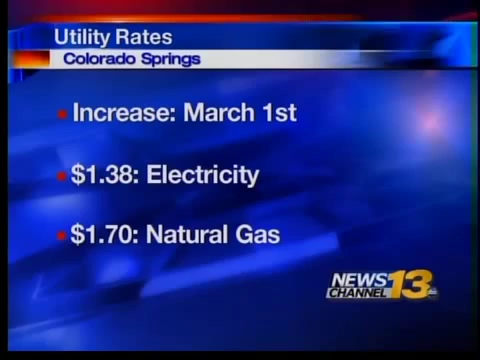 Utility Rates
Colorado Springs
Increase: March 1st
$1.38: Electricity
$1.70: Natural Gas
NEWS 13
CHANNEL